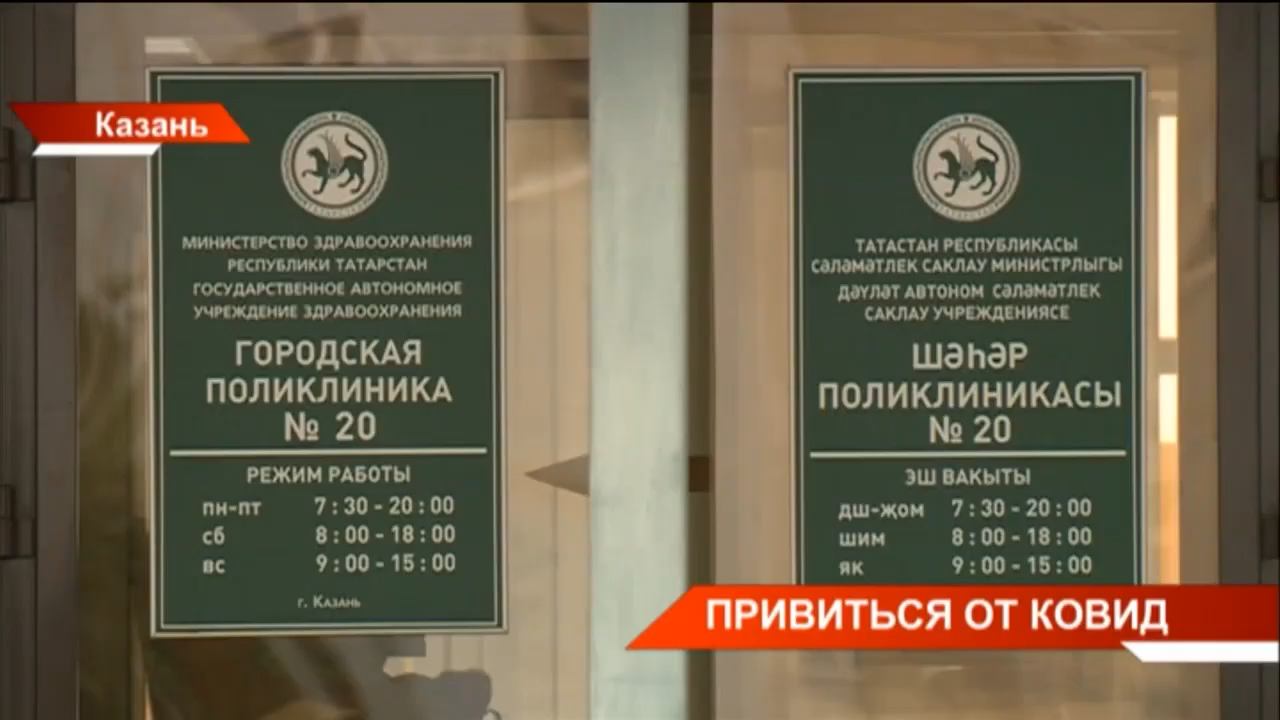 Казань
МИНИСТЕРСТВО ЗДРАВООХРАНЕНИЯ
РЕСПУБЛИКИ ТАТАРСТАН
ГОСУДАРСТВЕННОЕ АВТОНОМНОЕ
УЧРЕЖДЕНИЕ ЗДРАВООХРАНЕНИЯ
ГОРОДСКАЯ
ПОЛИКЛИНИКА
№ 20
РЕЖИМ РАБОТЫ
пн-пт 7:30 - 20:00
сб 8:00 - 18:00
вс 9:00 - 15:00
г. Казань
ТАТАСТАН РЕСПУБЛИКАСЫ
СӘЛӘМӘТЛЕК САКЛАУ МИНИСТРЛЫГЫ
ДӘҮЛӘТ АВТОНОМ СӘЛӘМӘТЛЕК
САКЛАУ УЧРЕЖДЕНИЯСЕ
ШӘҺӘР
ПОЛИКЛИНИКАСЫ
№ 20
ЭШ ВАКЫТЫ
дш-җом 7:30 - 20:00
шим 8:00 - 18:00
як 9:00 - 15:00
ПРИВИТЬСЯ ОТ КОВИД